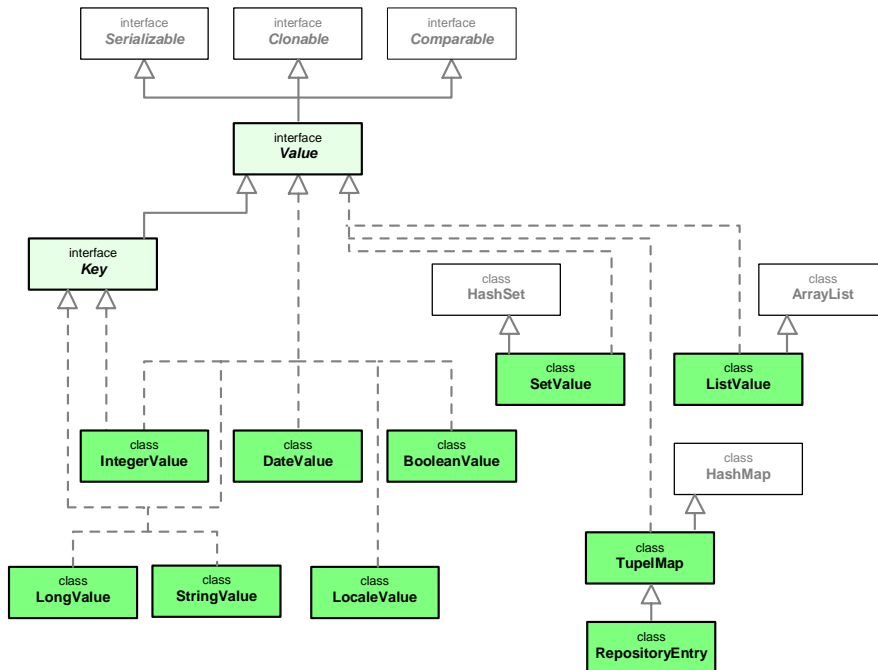 interface
Serializable
interface
Clonable
interface
Comparable
interface
Value
interface
Key
class
HashSet
class
ArrayList
class
SetValue
class
ListValue
class
IntegerValue
class
DateValue
class
BooleanValue
class
HashMap
class
TupelMap
class
LongValue
class
StringValue
class
LocaleValue
class
RepositoryEntry